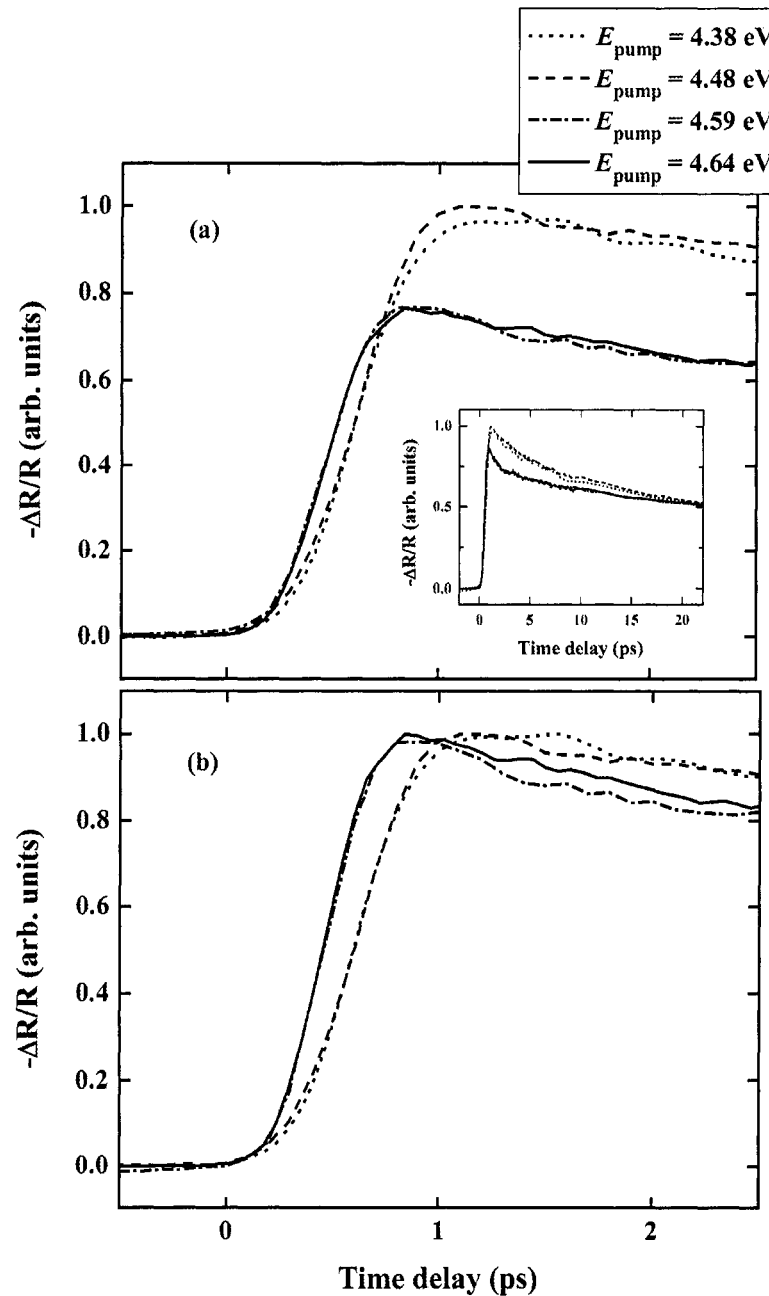 E_pump = 4.38 eV
E_pump = 4.48 eV
E_pump = 4.59 eV
E_pump = 4.64 eV
(a)
1.0
0.8
0.6
0.4
0.2
0.0
-ΔR/R (arb. units)
1.0
0.5
0.0
-ΔR/R (arb. units)
0 5 10 15 20
Time delay (ps)
(b)
1.0
0.8
0.6
0.4
0.2
0.0
-ΔR/R (arb. units)
0 1 2
Time delay (ps)